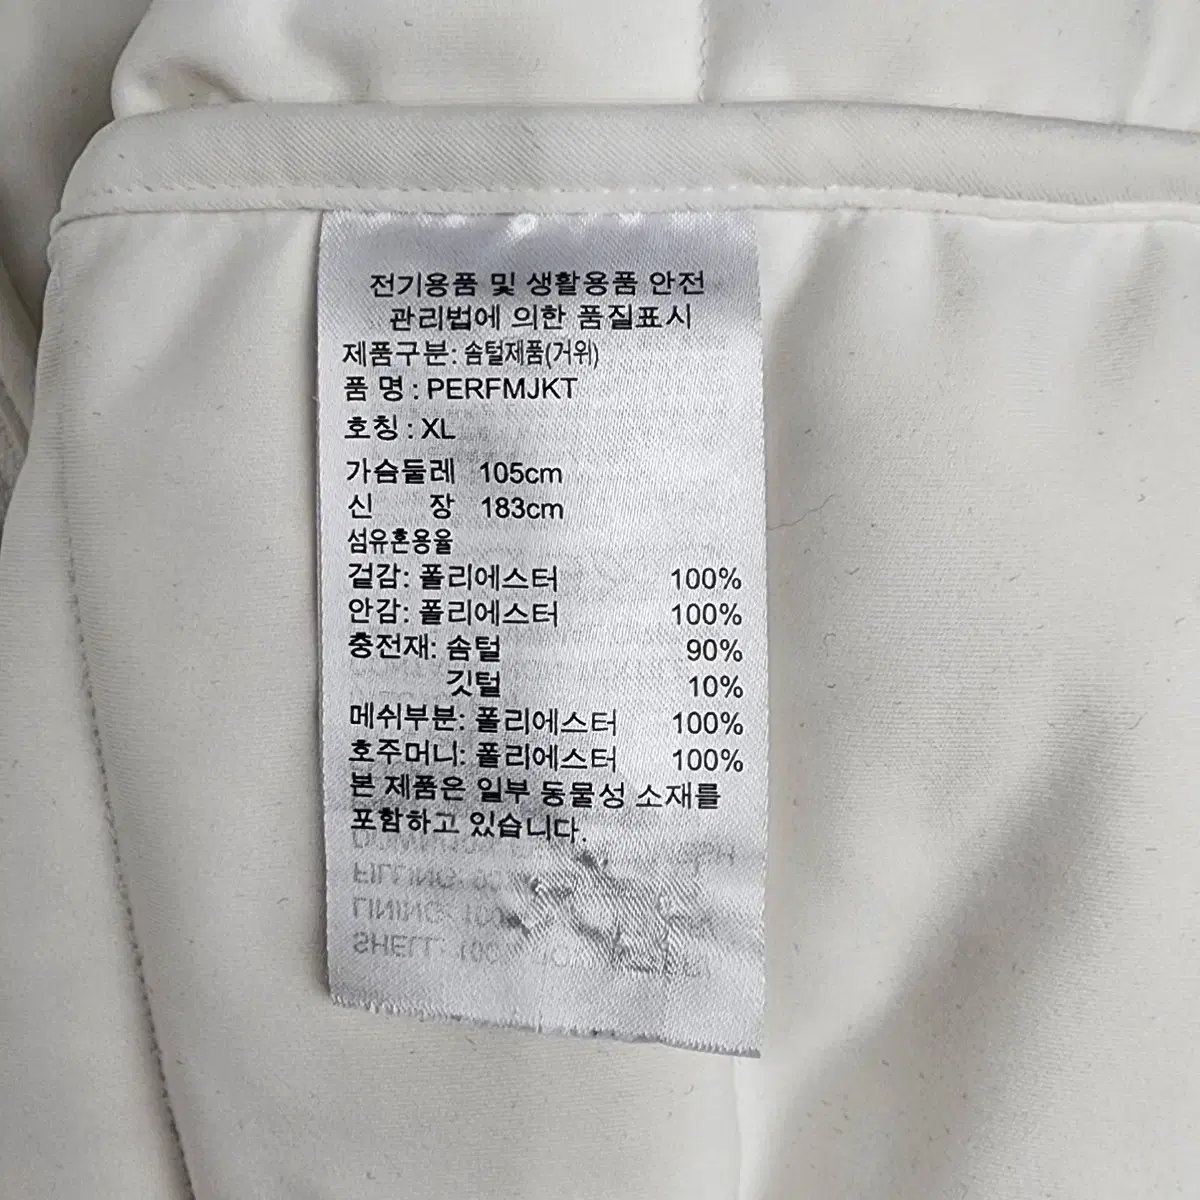 전기용품 및 생활용품 안전
관리법에 의한 품질표시
제품구분: 솜털제품(거위)
품 명 : PERFMJKT
호칭 : XL
가슴둘레 105cm
신 장 183cm
섬유혼용율
겉감: 폴리에스터 100%
안감: 폴리에스터 100%
충전재: 솜털 90%
깃털 10%
메쉬부분: 폴리에스터 100%
호주머니: 폴리에스터 100%
본 제품은 일부 동물성 소재를
포함하고 있습니다.
FILLING:
LINING: 100%
SHELL: 100%